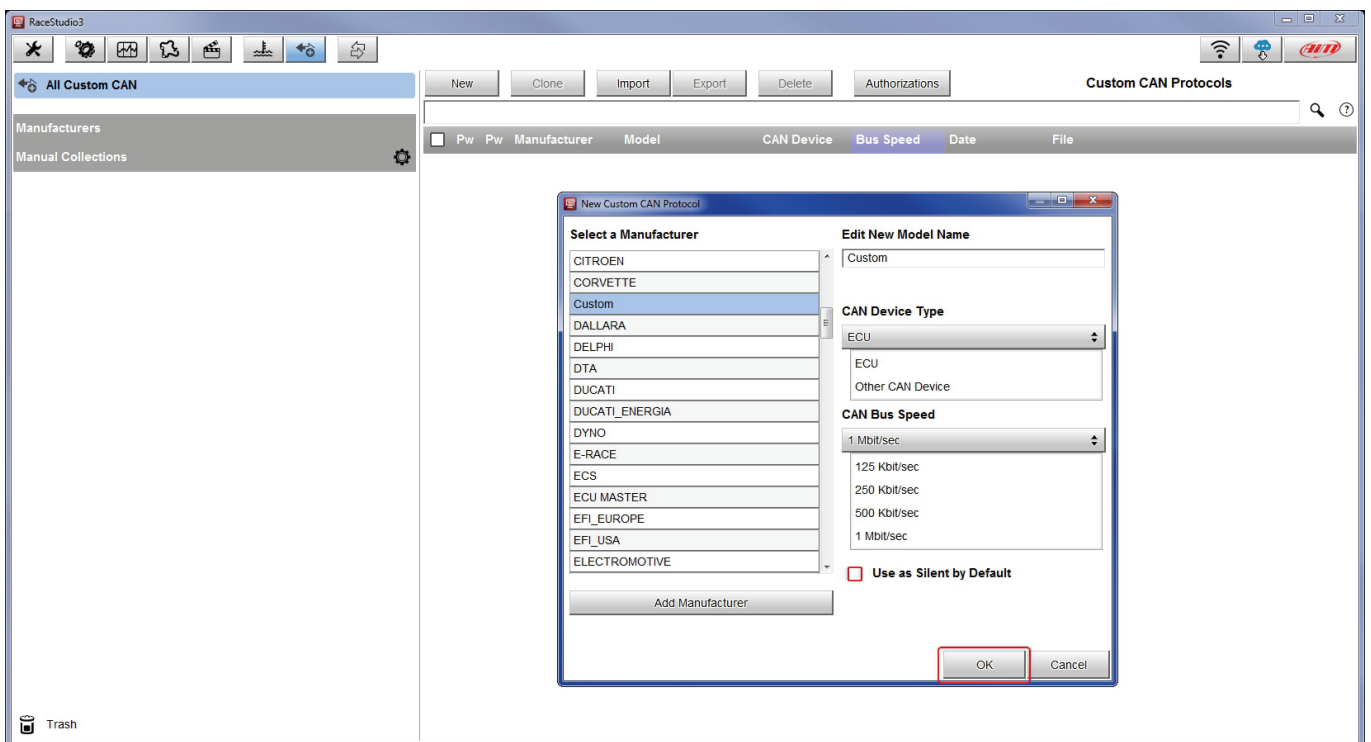 RaceStudio3
AiM
All Custom CAN
Manufacturers
Manual Collections
Trash
New Clone Import Export Delete Authorizations Custom CAN Protocols
Pw Pw Manufacturer Model CAN Device Bus Speed Date File
New Custom CAN Protocol
Select a Manufacturer
CITROEN
CORVETTE
Custom
DALLARA
DELPHI
DTA
DUCATI
DUCATI_ENERGIA
DYNO
E-RACE
ECS
ECU MASTER
EFI_EUROPE
EFI_USA
ELECTROMOTIVE
Add Manufacturer
Edit New Model Name
Custom
CAN Device Type
ECU
ECU
Other CAN Device
CAN Bus Speed
1 Mbit/sec
125 Kbit/sec
250 Kbit/sec
500 Kbit/sec
1 Mbit/sec
Use as Silent by Default
OK Cancel